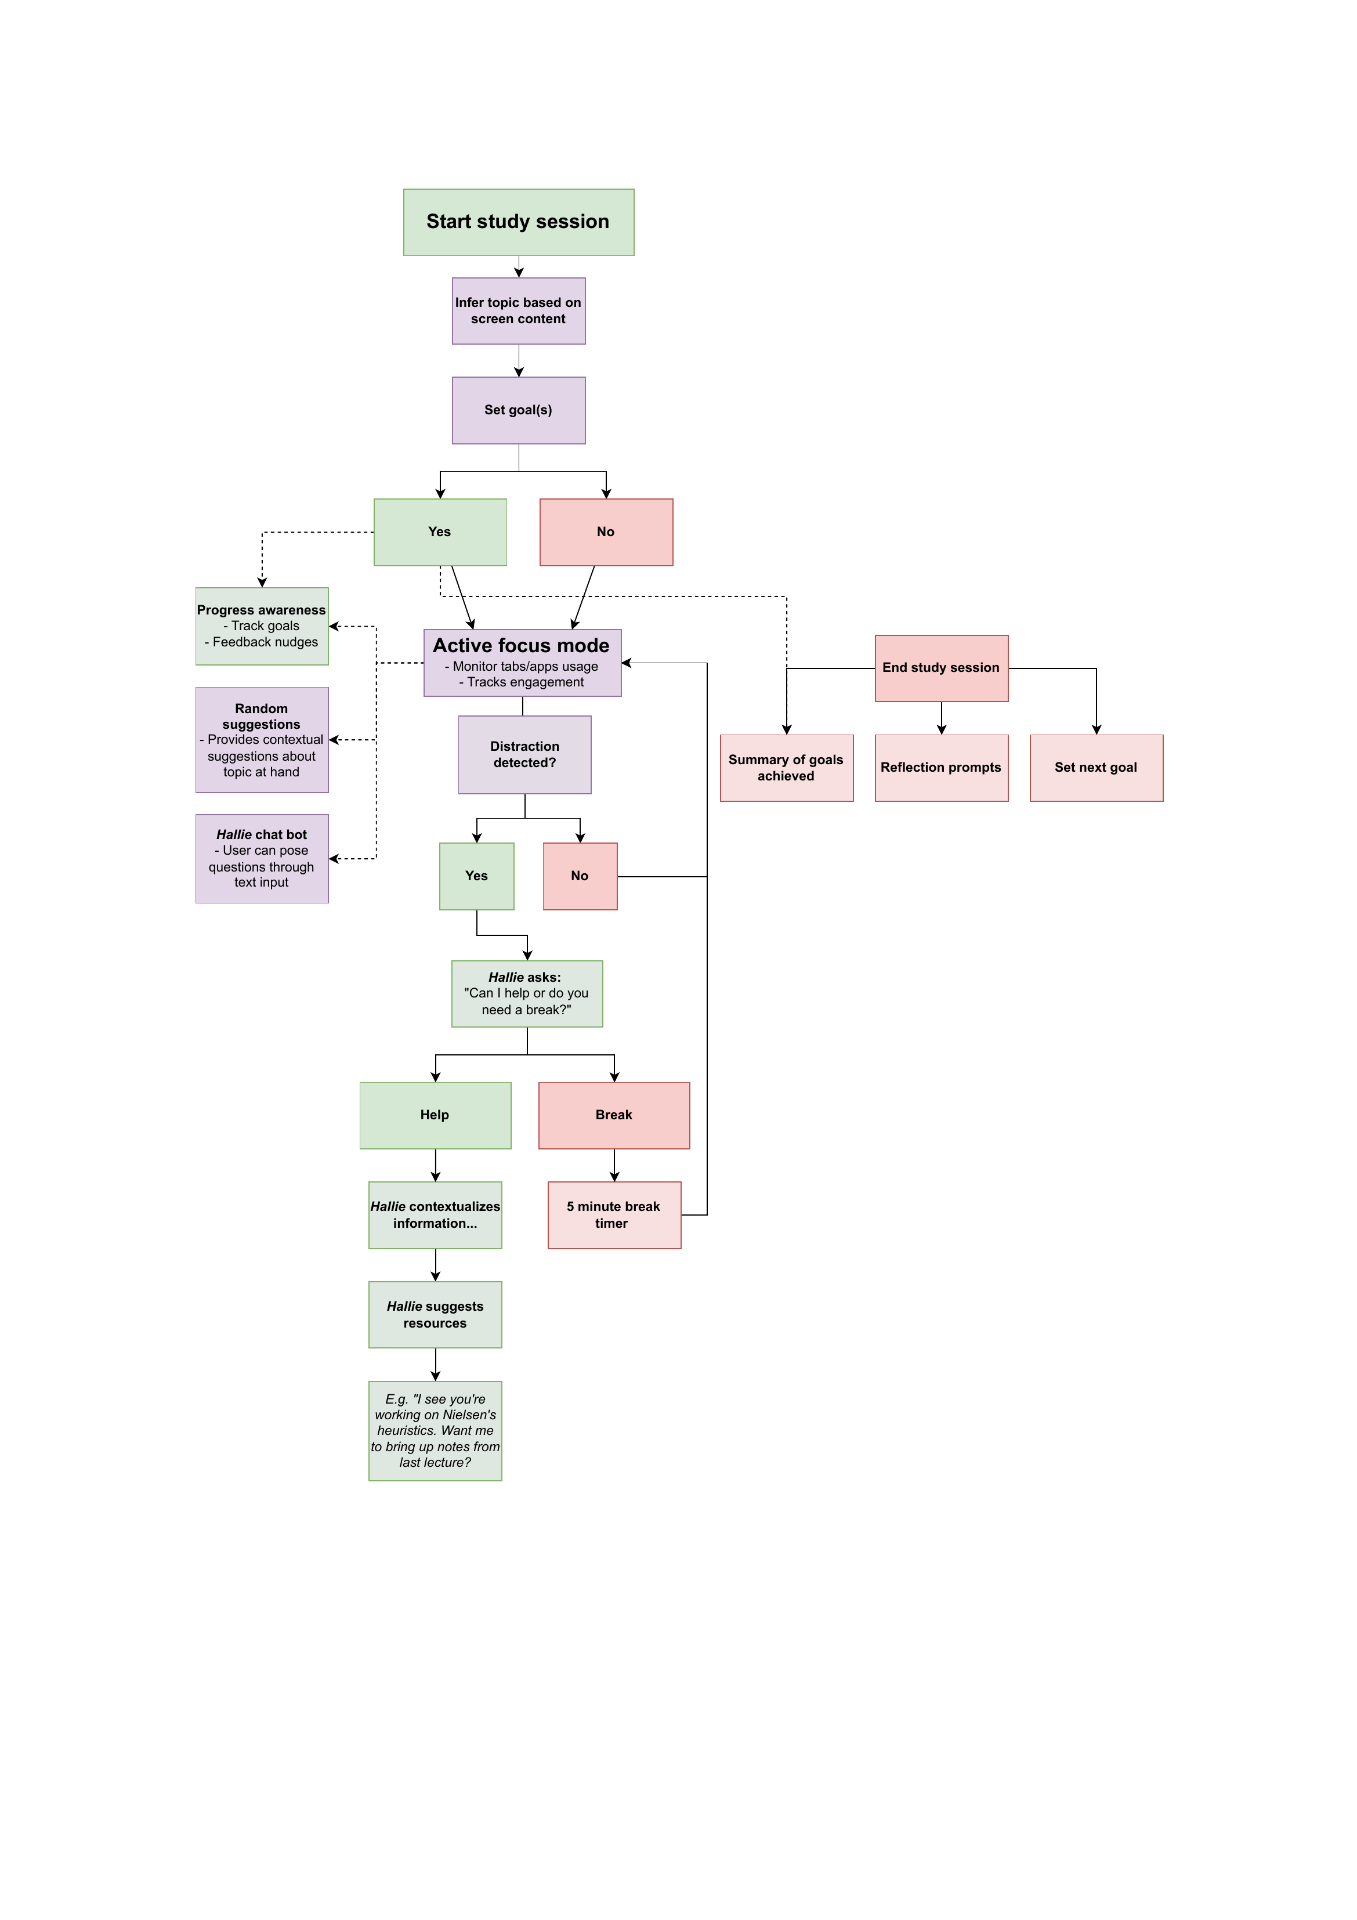 Start study session
Infer topic based on
screen content
Set goal(s)
Yes
No
Progress awareness
- Track goals
- Feedback nudges
Active focus mode
- Monitor tabs/apps usage
- Tracks engagement
End study session
Random
suggestions
- Provides contextual
suggestions about
topic at hand
Distraction
detected?
Summary of goals
achieved
Reflection prompts
Set next goal
Hallie chat bot
- User can pose
questions through
text input
Yes
No
Hallie asks:
"Can I help or do you
need a break?"
Help
Break
Hallie contextualizes
information...
5 minute break
timer
Hallie suggests
resources
E.g. "I see you're
working on Nielsen's
heuristics. Want me
to bring up notes from
last lecture?